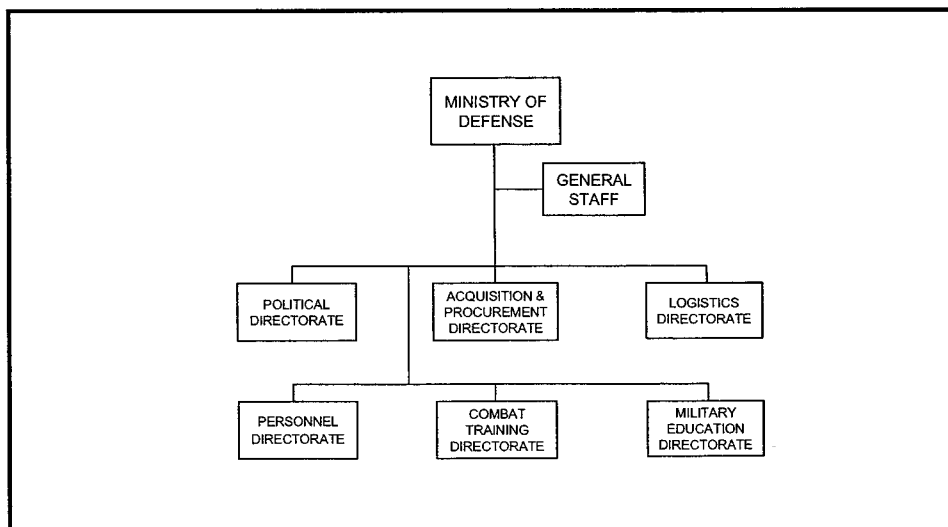 MINISTRY OF
DEFENSE
GENERAL
STAFF
POLITICAL
DIRECTORATE
ACQUISITION &
PROCUREMENT
DIRECTORATE
LOGISTICS
DIRECTORATE
PERSONNEL
DIRECTORATE
COMBAT
TRAINING
DIRECTORATE
MILITARY
EDUCATION
DIRECTORATE